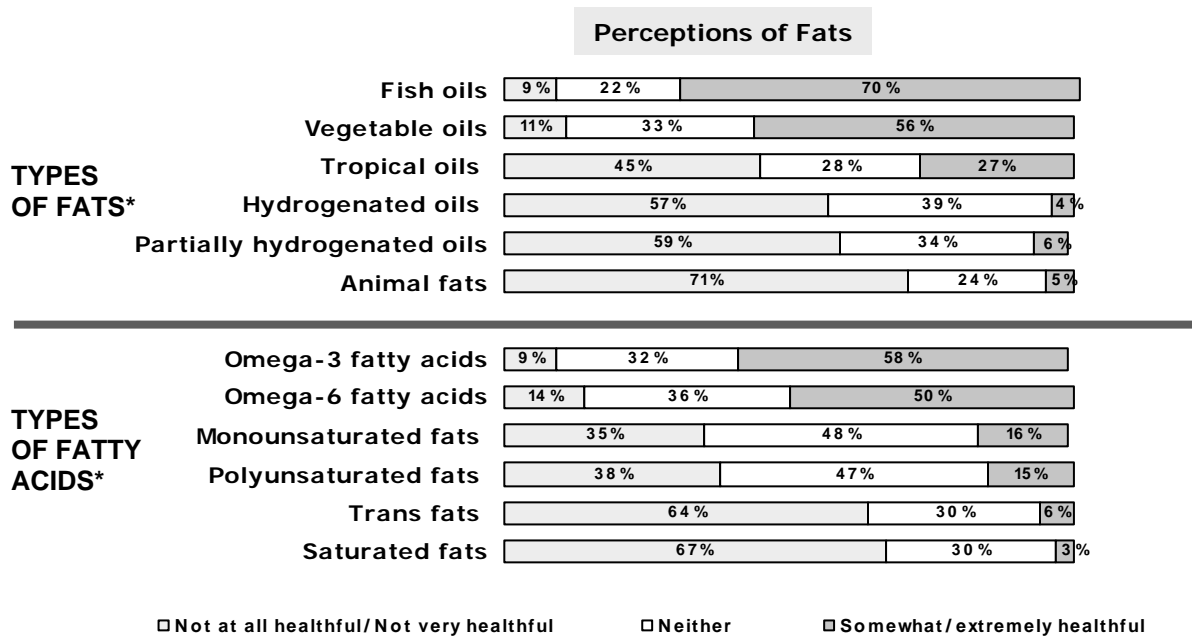 Perceptions of Fats
TYPES
OF FATS*
Fish oils 9% 22% 70%
Vegetable oils 11% 33% 56%
Tropical oils 45% 28% 27%
Hydrogenated oils 57% 39% 4%
Partially hydrogenated oils 59% 34% 6%
Animal fats 71% 24% 5%
TYPES
OF FATTY
ACIDS*
Omega-3 fatty acids 9% 32% 58%
Omega-6 fatty acids 14% 36% 50%
Monounsaturated fats 35% 48% 16%
Polyunsaturated fats 38% 47% 15%
Trans fats 64% 30% 6%
Saturated fats 67% 30% 3%
Not at all healthful/Not very healthful Neither Somewhat/extremely healthful